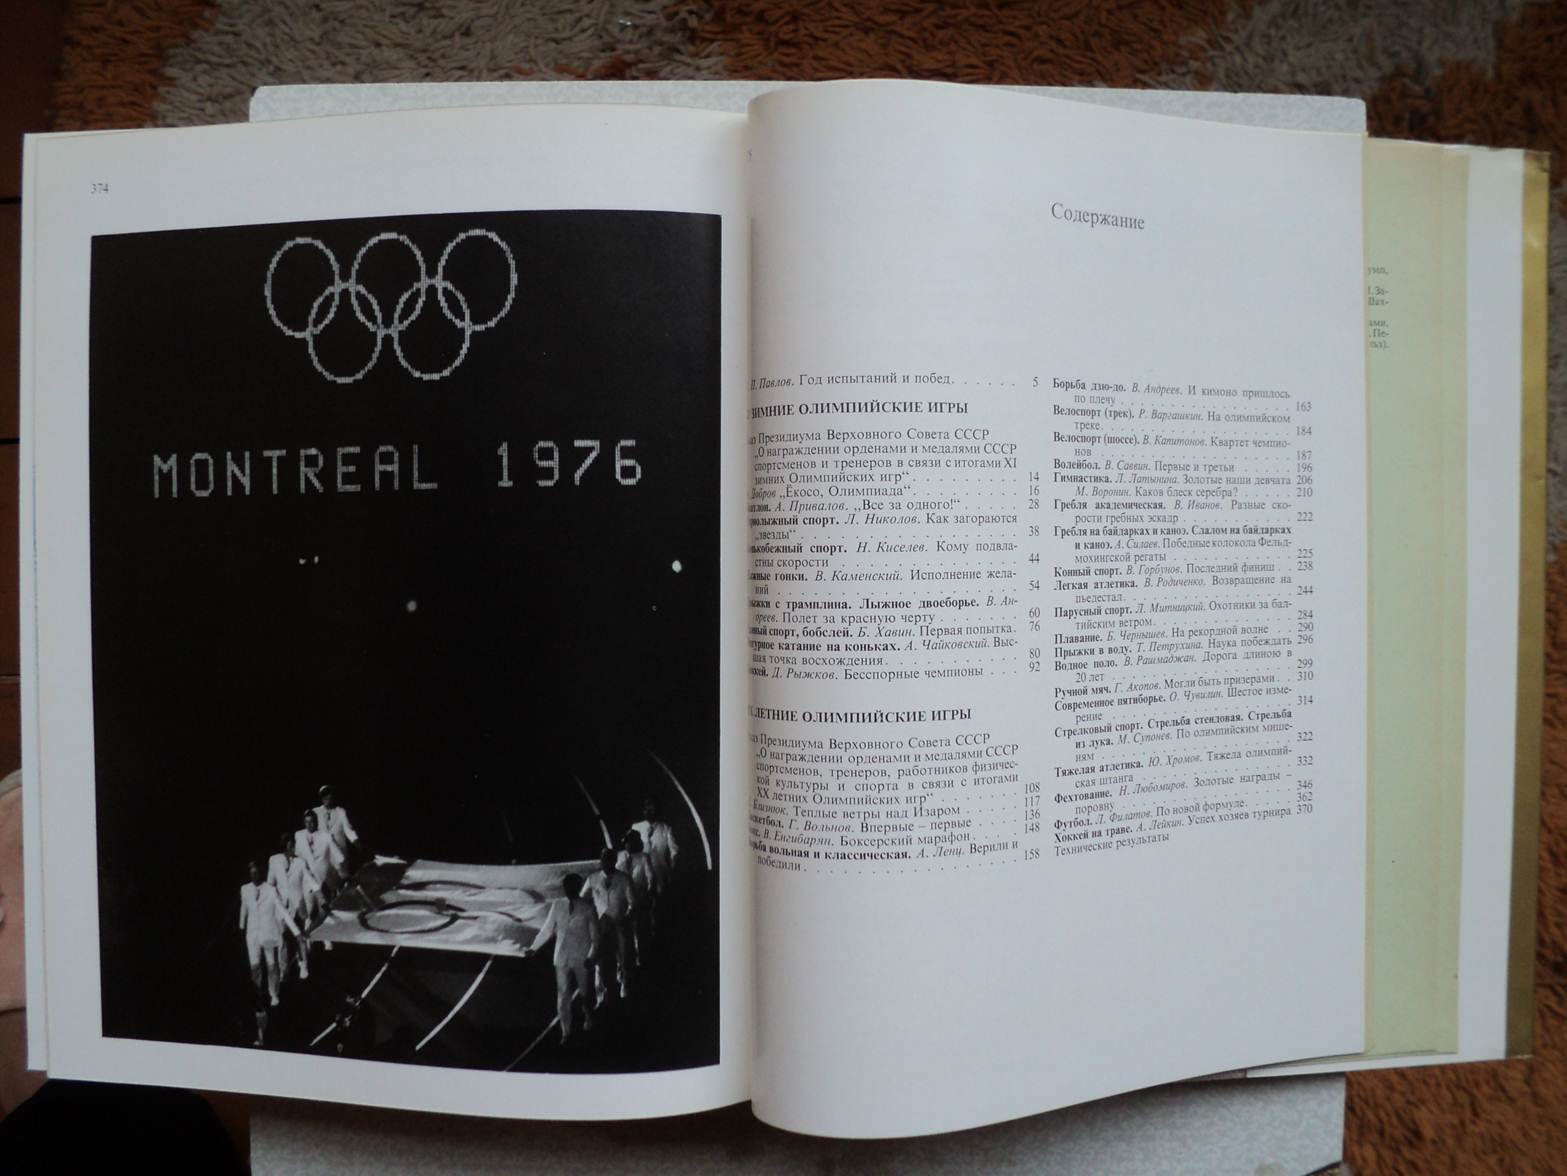 374
MONTREAL 1976
Содержание
Павлов. Год испытаний и побед. . . . . . 5
ЗИМНИЕ ОЛИМПИЙСКИЕ ИГРЫ
Президиума Верховного Совета СССР
„О награждении орденами и медалями СССР
спортсменов и тренеров в связи с итогами XI
зимних Олимпийских игр“ . . . . . . . 14
Добров „Ёкосо, Олимпиада“. . . . . . . . . 16
А. Привалов. „Все за одного!“ . . . . . 28
спорт. Л. Николов. Как загораются
„звезды“ . . . . . . . . . . . . . . . 38
спорт. Н. Киселев. Кому подвла-
стны скорости . . . . . . . . . . . . . 44
гонки. В. Каменский. Исполнение жела-
ний . . . . . . . . . . . . . . . . . 54
с трамплина. Лыжное двоеборье. В. Ан-
дреев. Полет за красную черту . . . . . . 60
спорт, бобслей. Б. Хавин. Первая попытка. 76
катание на коньках. А. Чайковский. Выс-
шая точка восхождения. . . . . . . . . . 80
Д. Рыжков. Бесспорные чемпионы . . . 92
ЛЕТНИЕ ОЛИМПИЙСКИЕ ИГРЫ
Президиума Верховного Совета СССР
„О награждении орденами и медалями СССР
спортсменов, тренеров, работников физичес-
кой культуры и спорта в связи с итогами
XX летних Олимпийских игр“ . . . . . . . 108
Близнюк. Теплые ветры над Изаром . . . . . 117
Г. Вольнов. Впервые – первые . . . . . 136
В. Енгибарян. Боксерский марафон . . . . 148
вольная и классическая. А. Ленц. Верили и
победили. . . . . . . . . . . . . . . 158
Борьба дзю-до. В. Андреев. И кимоно пришлось
по плечу . . . . . . . . . . . . . . . 163
Велоспорт (трек). Р. Варгашкин. На олимпийском
треке. . . . . . . . . . . . . . . . . 184
Велоспорт (шоссе). В. Капитонов. Квартет чемпио-
нов . . . . . . . . . . . . . . . . . 187
Волейбол. В. Саввин. Первые и третьи . . . . . 196
Гимнастика. Л. Латынина. Золотые наши девчата 206
М. Воронин. Каков блеск серебра? . . . . . 210
Гребля академическая. В. Иванов. Разные ско-
рости гребных эскадр . . . . . . . . . . 222
Гребля на байдарках и каноэ. Слалом на байдарках
и каноэ. А. Силаев. Победные колокола Фельд-
мохингской регаты . . . . . . . . . . . 225
Конный спорт. В. Горбунов. Последний финиш . . 238
Легкая атлетика. В. Родиченко. Возвращение на
пьедестал . . . . . . . . . . . . . . . 244
Парусный спорт. Л. Митницкий. Охотники за бал-
тийским ветром. . . . . . . . . . . . . 284
Плавание. Б. Чернышев. На рекордной волне . . 290
Прыжки в воду. Т. Петрухина. Наука побеждать 296
Водное поло. В. Рашмаджан. Дорога длиною в
20 лет . . . . . . . . . . . . . . . . 299
Ручной мяч. Г. Акопов. Могли быть призерами. . 310
Современное пятиборье. О. Чувилин. Шестое изме-
рение . . . . . . . . . . . . . . . . 314
Стрелковый спорт. Стрельба стендовая. Стрельба
из лука. М. Супонев. По олимпийским мише-
ням . . . . . . . . . . . . . . . . . 322
Тяжелая атлетика. Ю. Хромов. Тяжела олимпий-
ская штанга . . . . . . . . . . . . . . 332
Фехтование. Н. Любомиров. Золотые награды –
поровну . . . . . . . . . . . . . . . 346
Футбол. Л. Филатов. По новой формуле. . . . . 362
Хоккей на траве. А. Лейкин. Успех хозяев турнира 370
Технические результаты